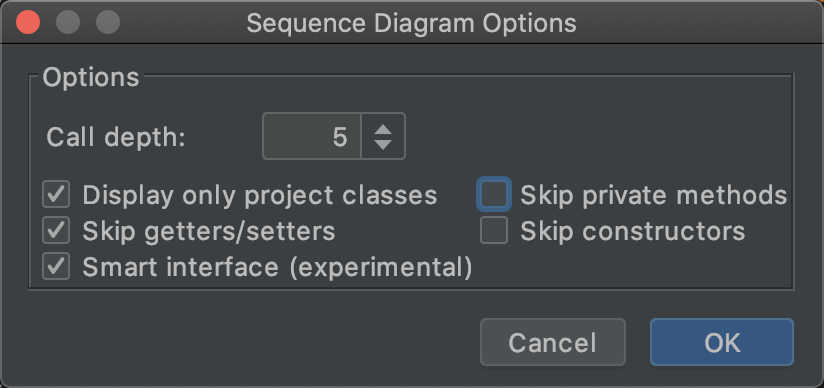 Sequence Diagram Options
Options
Call depth: 5
Display only project classes
Skip private methods
Skip getters/setters
Skip constructors
Smart interface (experimental)
Cancel
OK